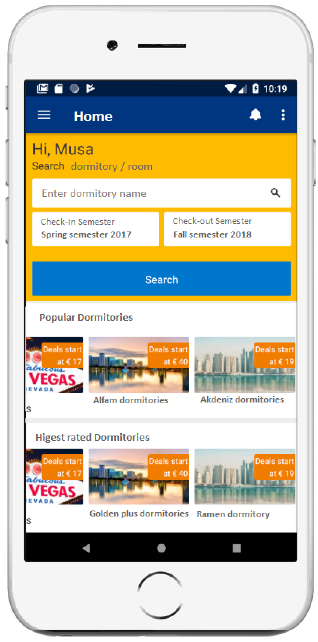 10:19
Home
Hi, Musa
Search dormitory / room
Enter dormitory name
Check-in Semester
Spring semester 2017
Check-out Semester
Fall semester 2018
Search
Popular Dormitories
Deals start
at € 17
Fabulous
VEGAS
NEVADA
s
Deals start
at € 40
Alfam dormitories
Deals start
at € 19
Akdeniz dormitories
Higest rated Dormitories
Deals start
at € 17
VEGAS
NEVADA
s
Deals start
at € 40
Golden plus dormitories
Deals start
at € 19
Ramen dormitory